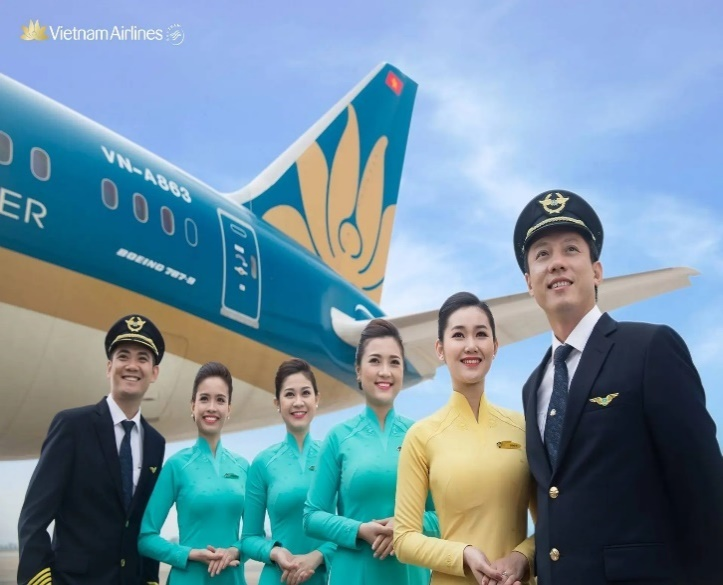 Vietnam Airlines
VN-A863
ER
BOEING 787-9